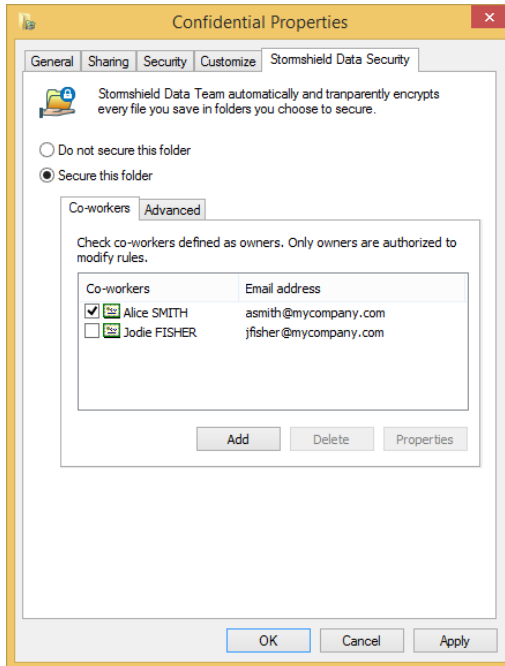 Confidential Properties
General Sharing Security Customize Stormshield Data Security
Stormshield Data Team automatically and tranparently encrypts
every file you save in folders you choose to secure.
Do not secure this folder
Secure this folder
Co-workers Advanced
Check co-workers defined as owners. Only owners are authorized to
modify rules.
Co-workers Email address
Alice SMITH asmith@mycompany.com
Jodie FISHER jfisher@mycompany.com
Add Delete Properties
OK Cancel Apply